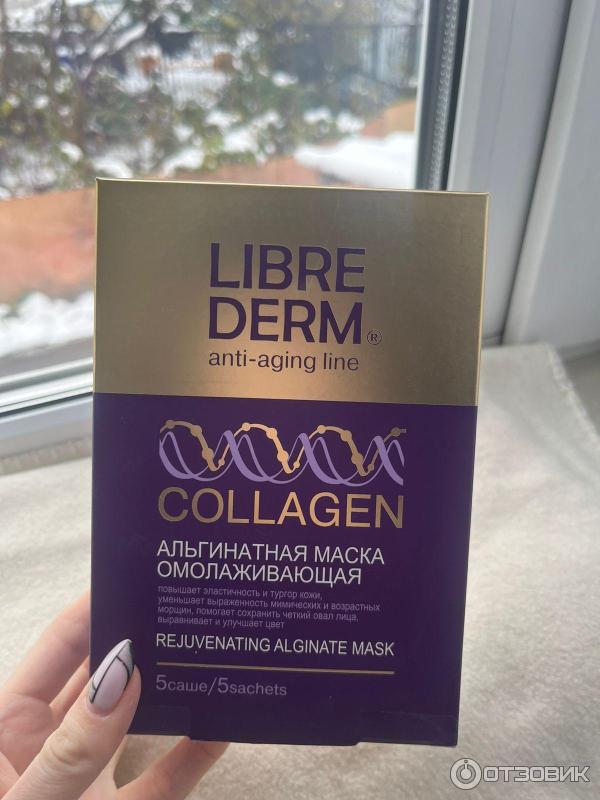 LIBRE
DERM®
anti-aging line
COLLAGEN
АЛЬГИНАТНАЯ МАСКА
ОМОЛАЖИВАЮЩАЯ
повышает эластичность и тургор кожи,
уменьшает выраженность мимических и возрастных
морщин, помогает сохранить четкий овал лица,
выравнивает и улучшает цвет
REJUVENATING ALGINATE MASK
5саше/5sachets
ОТЗОВИК